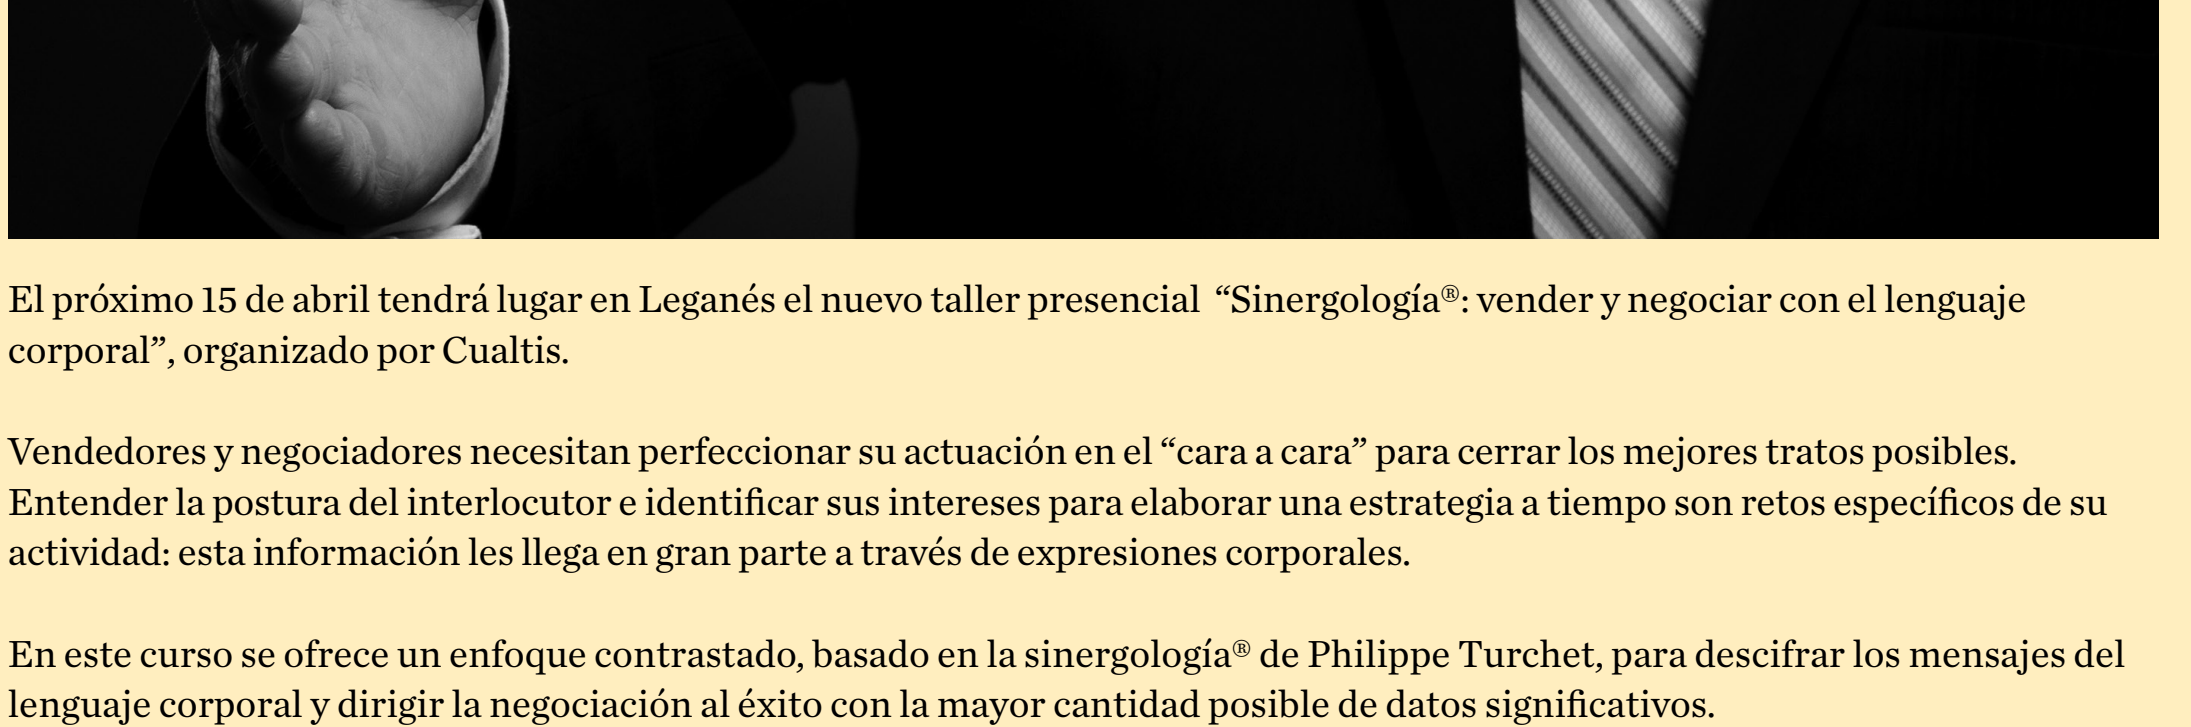 El próximo 15 de abril tendrá lugar en Leganés el nuevo taller presencial  “Sinergología®: vender y negociar con el lenguaje
corporal”, organizado por Cualtis.
Vendedores y negociadores necesitan perfeccionar su actuación en el “cara a cara” para cerrar los mejores tratos posibles.
Entender la postura del interlocutor e identificar sus intereses para elaborar una estrategia a tiempo son retos específicos de su
actividad: esta información les llega en gran parte a través de expresiones corporales.
En este curso se ofrece un enfoque contrastado, basado en la sinergología® de Philippe Turchet, para descifrar los mensajes del
lenguaje corporal y dirigir la negociación al éxito con la mayor cantidad posible de datos significativos.